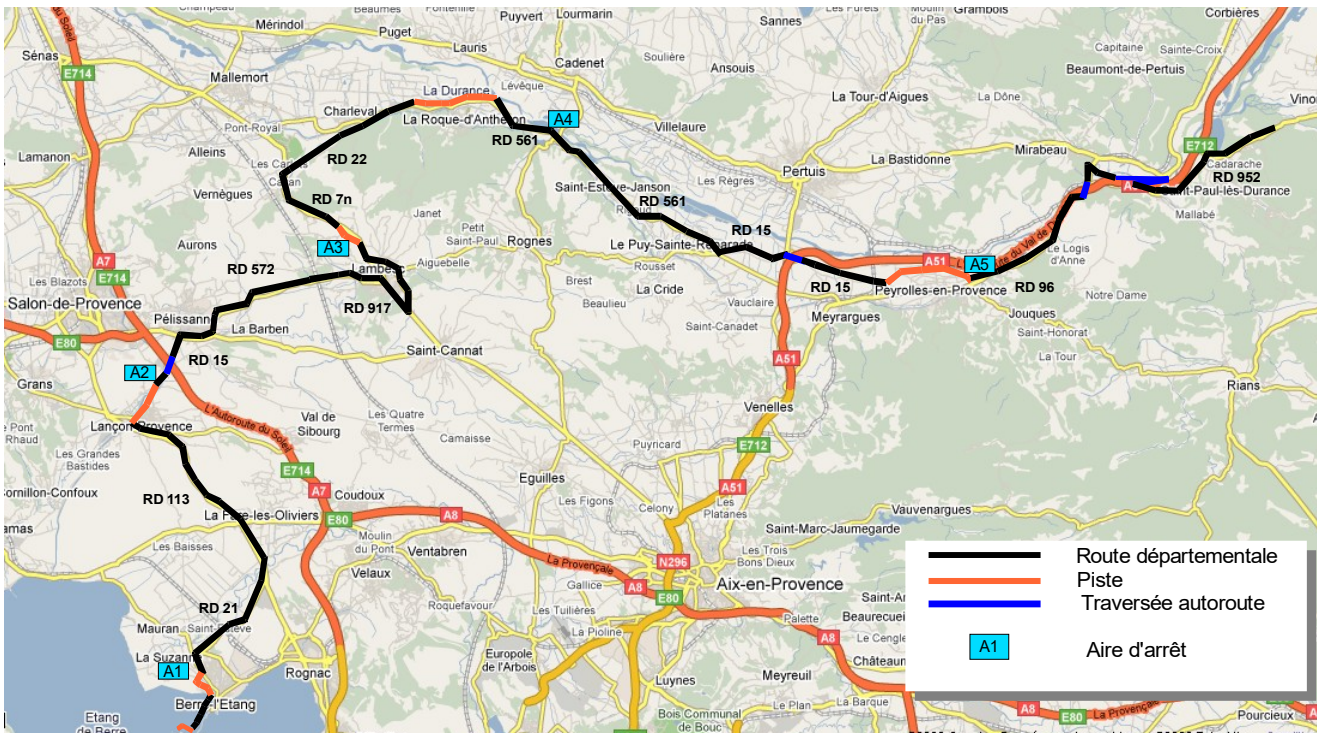 Mérindol
Puyvert
Lourmarin
Sannes
Grambois
Corbières
Puget
Lauris
Cadenet
Soulière
Ansouis
Capitaine
Sainte-Croix
Beaumont-de-Pertuis
Sénas
E714
Mallemort
La Durance
Lévêque
La Tour-d'Aigues
La Dône
Charleval
La Roque-d'Anthéron
A4
Villelaure
Pont-Royal
RD 561
E712
Mirabeau
Cadarache
Alleins
RD 22
Lamanon
La Bastidonne
Pertuis
RD 952
Vernègues
Saint-Estève-Janson
Les Règres
Saint-Paul-lès-Durance
RD 7n
RD 561
Mallabé
Janet
Petit
Saint-Paul
Rognes
RD 15
Aurons
A3
Le Puy-Sainte-Réparade
Le Logis
d'Anne
A7
E714
RD 572
Lambesc
Aiguebelle
Rousset
A51
A5
Les Blazots
Brest
La Cride
RD 15
Peyrolles-en-Provence
RD 96
Notre Dame
Salon-de-Provence
RD 917
Beaulieu
Vauclaire
Meyrargues
Jouques
Pélissanne
La Barben
Saint-Canadet
Saint-Honorat
E80
RD 15
Saint-Cannat
A51
La Tour
A2
Grans
Rians
Lançon-Provence
L'Autoroute du Soleil
Val de
Sibourg
Les Quatre
Termes
Venelles
Les Grandes
Bastides
Camaisse
Puyricard
E712
E714
Eguilles
Cornillon-Confoux
RD 113
A7
Coudoux
Les Figons
A51
Les
Platanes
La Fare-les-Oliviers
E80
A8
Celony
Vauvenargues
Saint-Marc-Jaumegarde
Les Baisses
Moulin
du Pont
Ventabren
La Provençale
Les Trois
Bons Dieux
N296
Velaux
Gallice
A8
Aix-en-Provence
E80
RD 21
Roquefavour
Les Tuilières
Palette
Beaurecueil
Mauran
La Pioline
A8
A1
Europole
de l'Arbois
Rognac
Luynes
Meyreuil
Berre-l'Etang
Le Plan
La Barque
Etang
de Berre
Bois Communal
de Bouc
A8
E80
La Provençale
Pourcieux
Route départementale
Piste
Traversée autoroute
A1
Aire d'arrêt